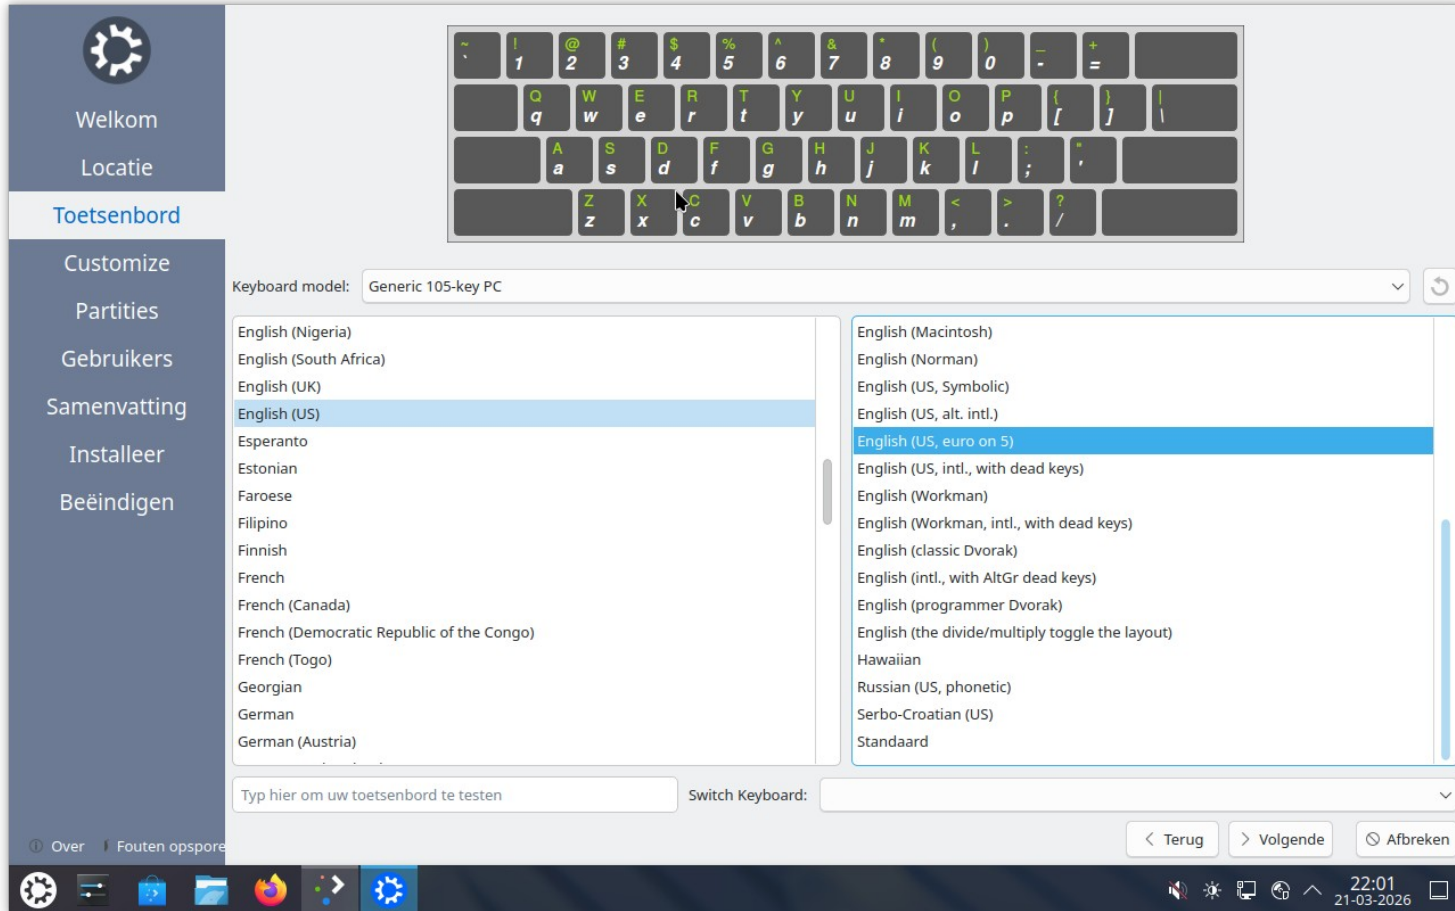 Welkom
Locatie
Toetsenbord
Customize
Partities
Gebruikers
Samenvatting
Installeer
Beëindigen
Over
Fouten opspore
~ ! @ # $ % ^ & * ( ) _ +
` 1 2 3 4 5 6 7 8 9 0 - =
Q W E R T Y U I O P { } |
q w e r t y u i o p [ ] \
A S D F G H J K L : "
a s d f g h j k l ; '
Z X C V B N M < > ?
z x c v b n m , . /
Keyboard model: Generic 105-key PC
English (Nigeria)
English (South Africa)
English (UK)
English (US)
Esperanto
Estonian
Faroese
Filipino
Finnish
French
French (Canada)
French (Democratic Republic of the Congo)
French (Togo)
Georgian
German
German (Austria)
English (Macintosh)
English (Norman)
English (US, Symbolic)
English (US, alt. intl.)
English (US, euro on 5)
English (US, intl., with dead keys)
English (Workman)
English (Workman, intl., with dead keys)
English (classic Dvorak)
English (intl., with AltGr dead keys)
English (programmer Dvorak)
English (the divide/multiply toggle the layout)
Hawaiian
Russian (US, phonetic)
Serbo-Croatian (US)
Standaard
Typ hier om uw toetsenbord te testen
Switch Keyboard:
Terug
Volgende
Afbreken
22:01
21-03-2026